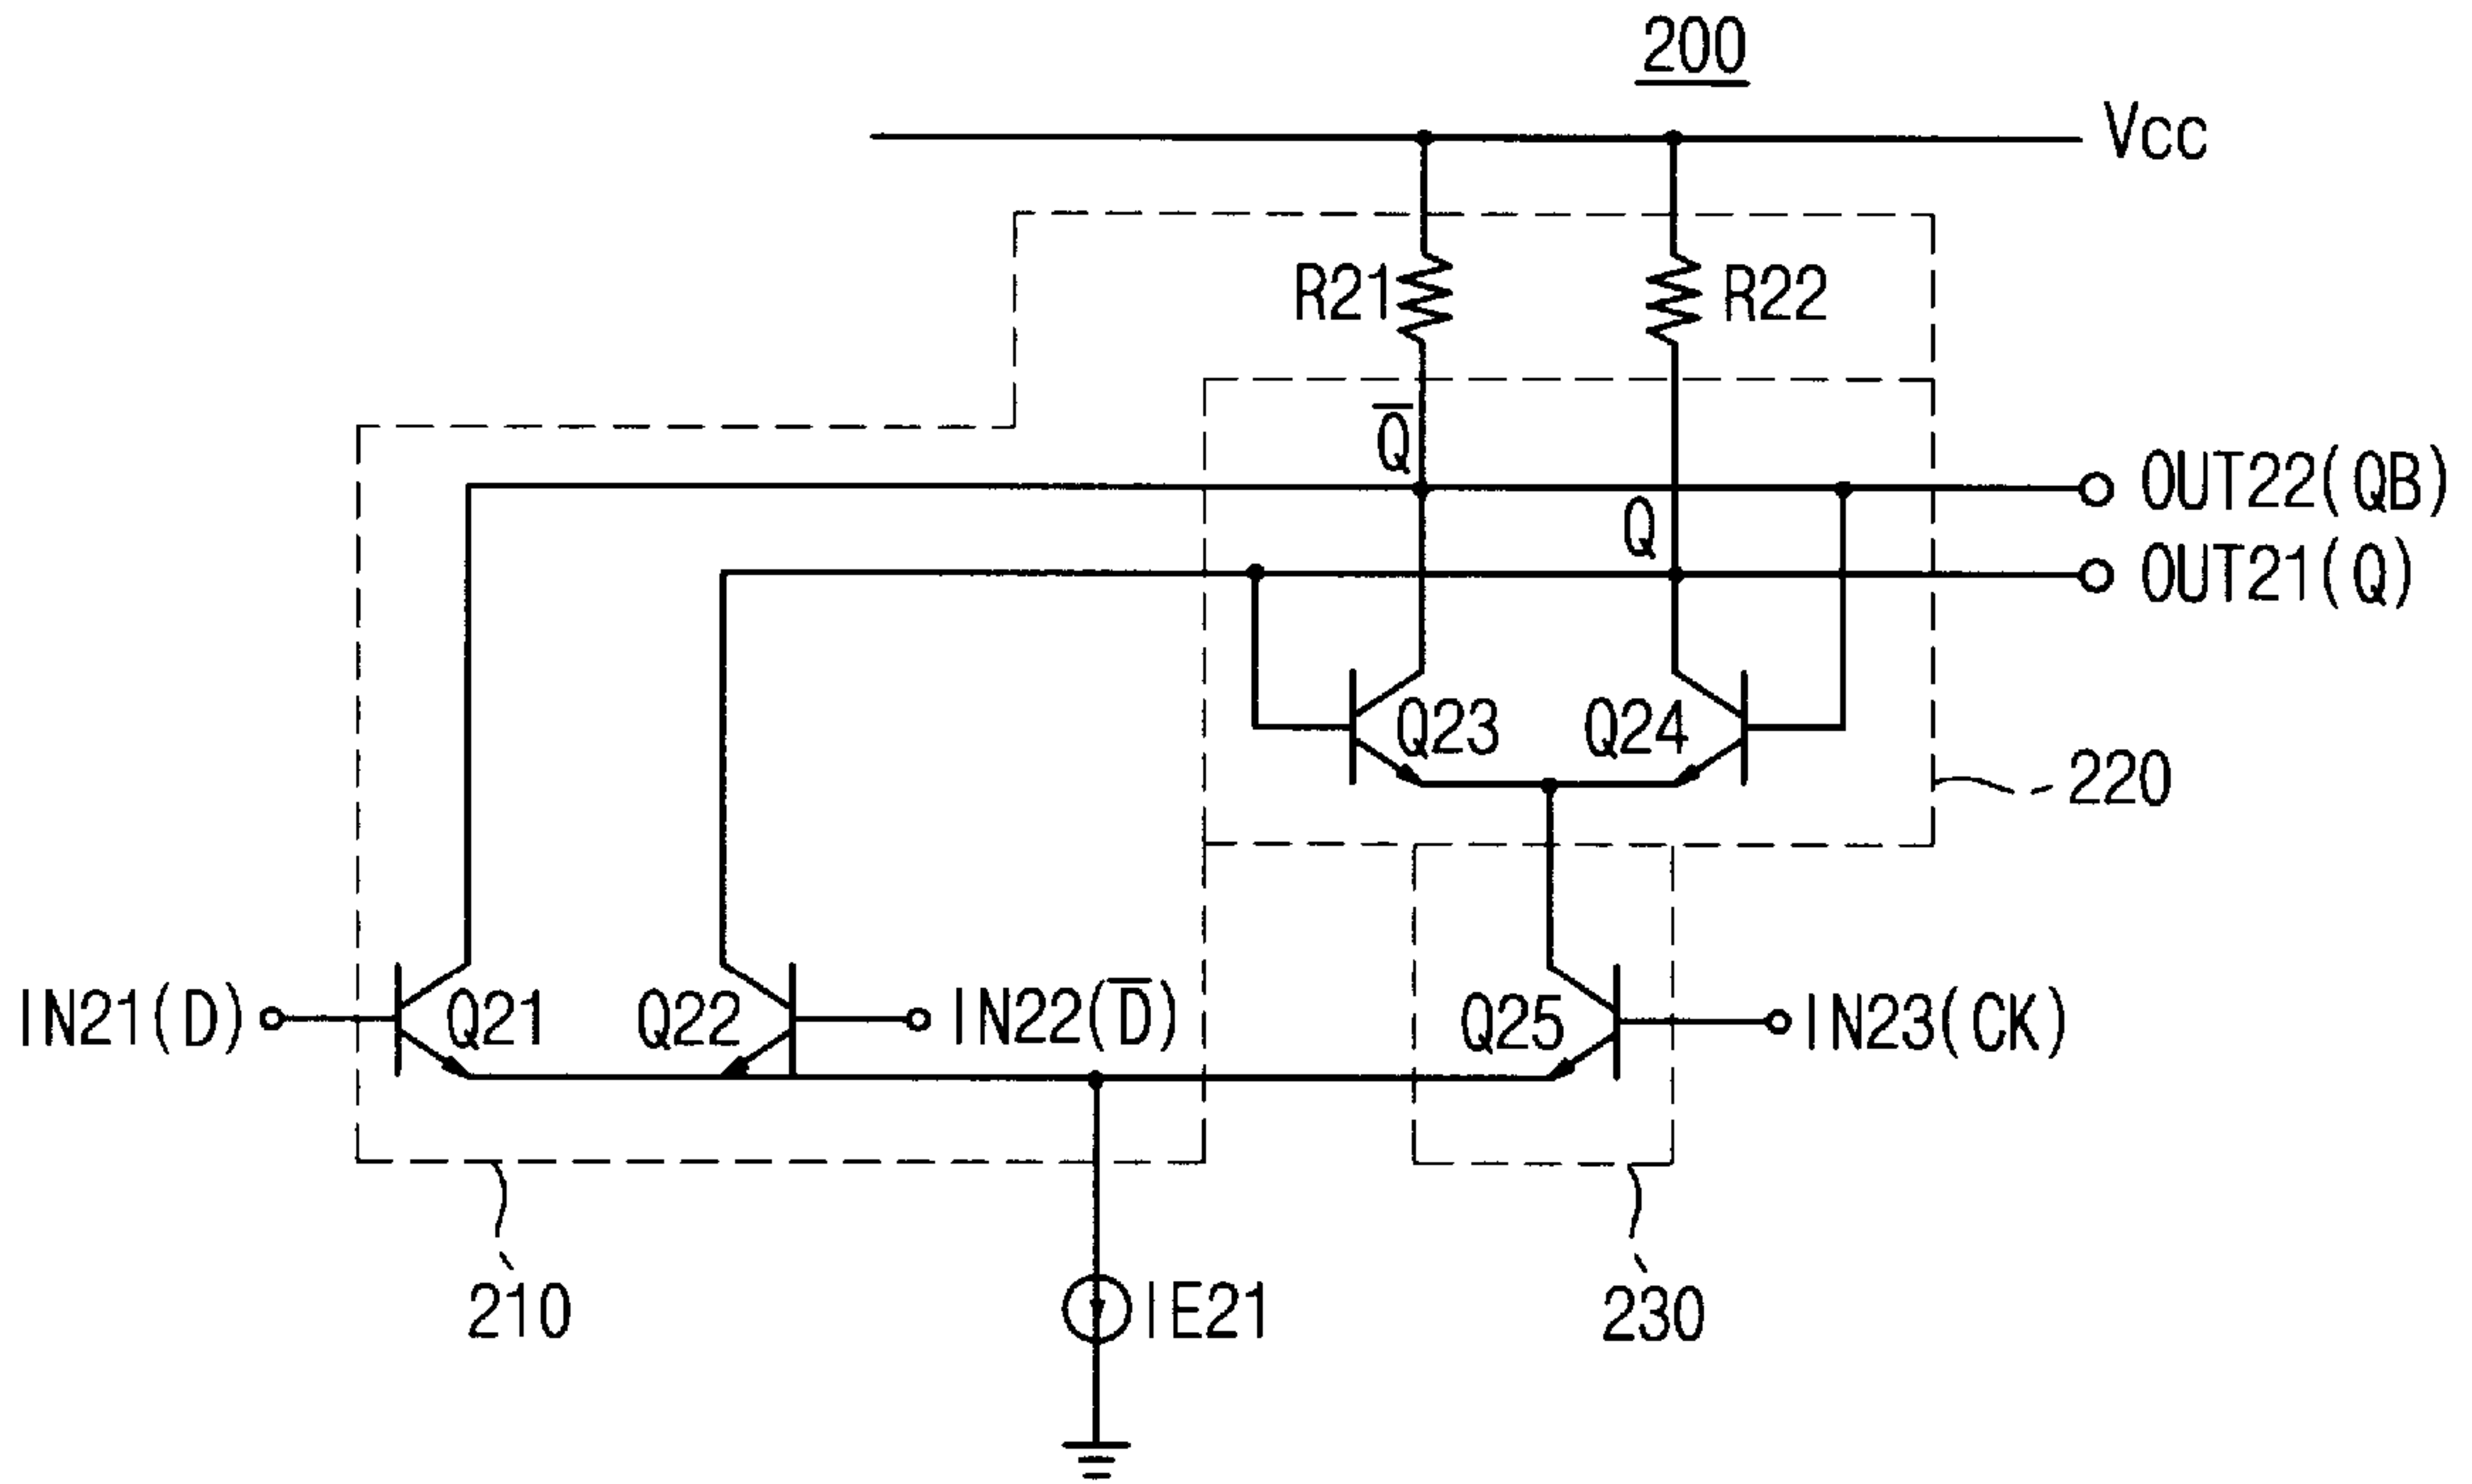 200
Vcc
R21
R22
Q̅
OUT22(QB)
Q
OUT21(Q)
Q23
Q24
220
IN21(D)
Q21
Q22
IN22(D̅)
Q25
IN23(CK)
210
IE21
230